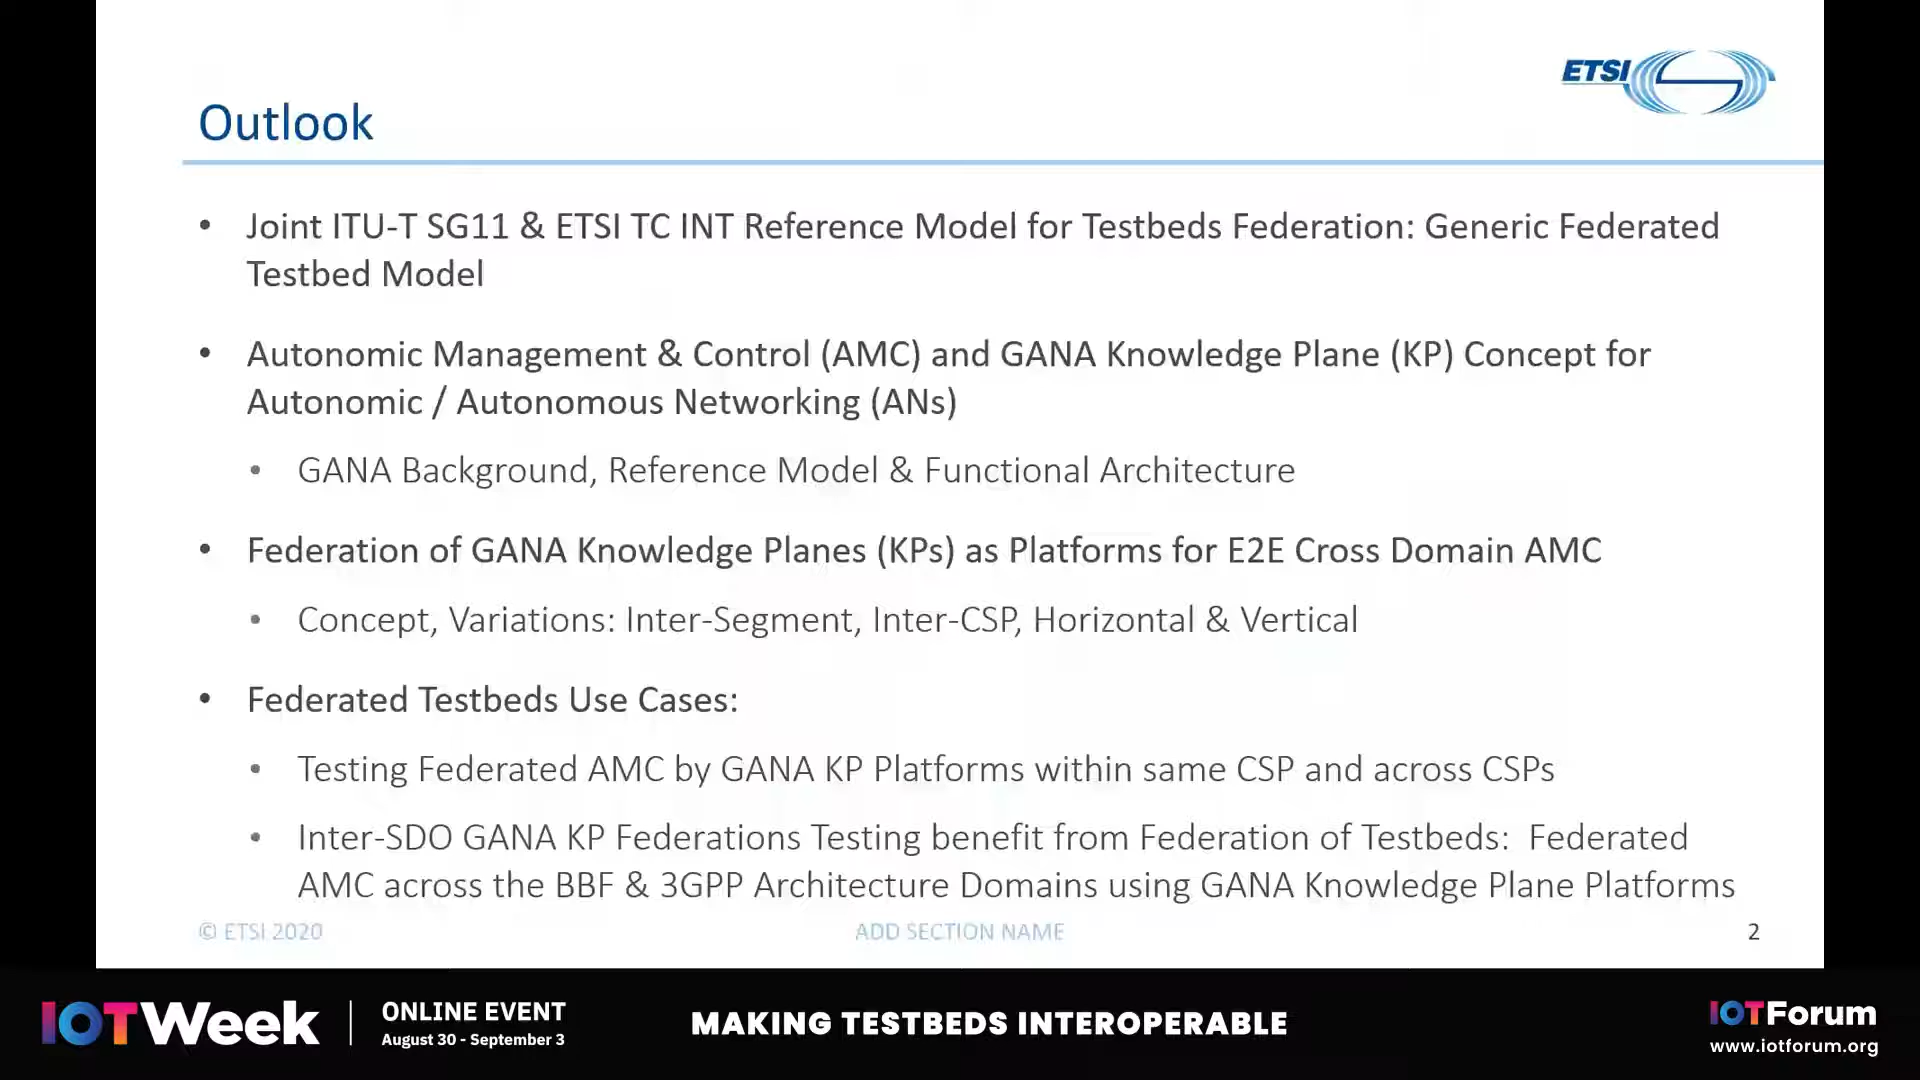 ETSI
Outlook
• Joint ITU-T SG11 & ETSI TC INT Reference Model for Testbeds Federation: Generic Federated
Testbed Model
• Autonomic Management & Control (AMC) and GANA Knowledge Plane (KP) Concept for
Autonomic / Autonomous Networking (ANs)
• GANA Background, Reference Model & Functional Architecture
• Federation of GANA Knowledge Planes (KPs) as Platforms for E2E Cross Domain AMC
• Concept, Variations: Inter-Segment, Inter-CSP, Horizontal & Vertical
• Federated Testbeds Use Cases:
• Testing Federated AMC by GANA KP Platforms within same CSP and across CSPs
• Inter-SDO GANA KP Federations Testing benefit from Federation of Testbeds:  Federated
AMC across the BBF & 3GPP Architecture Domains using GANA Knowledge Plane Platforms
© ETSI 2020
ADD SECTION NAME
2
IOTWeek
ONLINE EVENT
August 30 - September 3
MAKING TESTBEDS INTEROPERABLE
IOTForum
www.iotforum.org